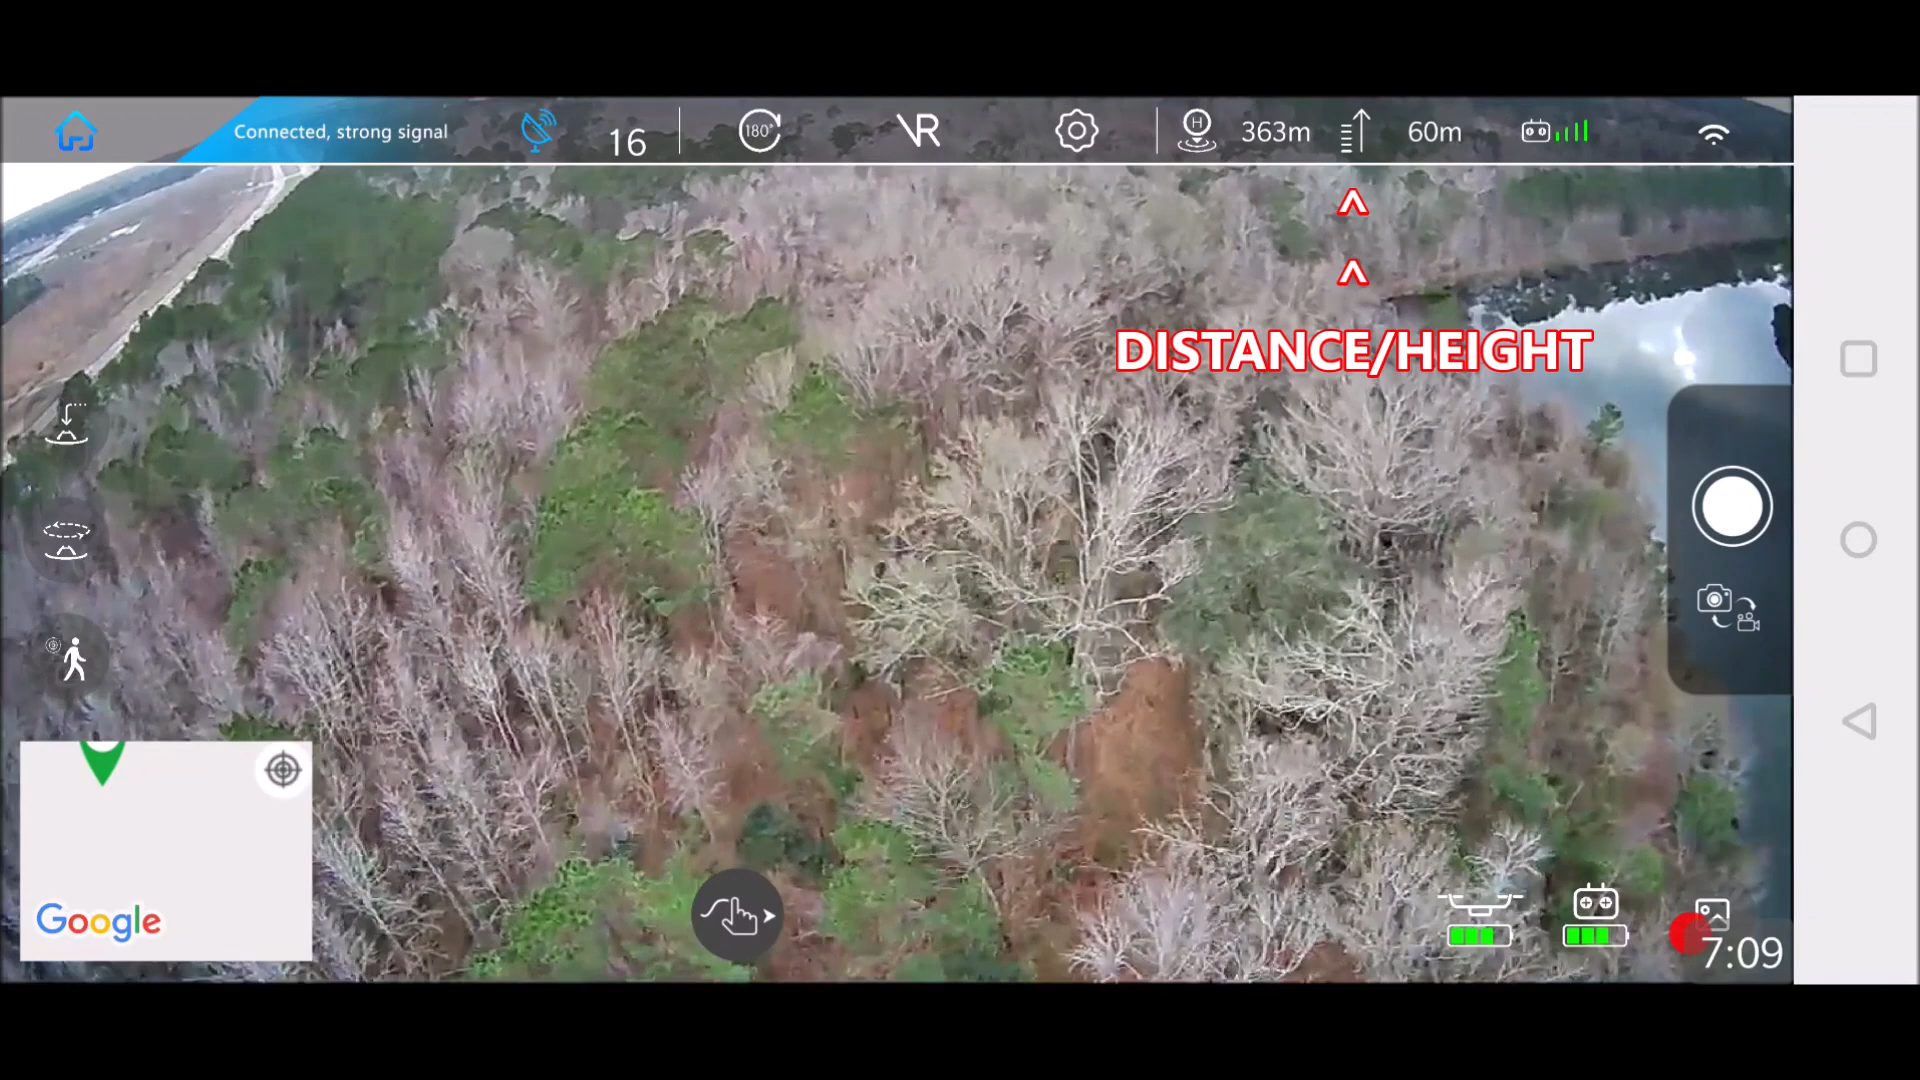 Connected, strong signal
16
180°
VR
H
363m
60m
^
^
DISTANCE/HEIGHT
Google
7:09